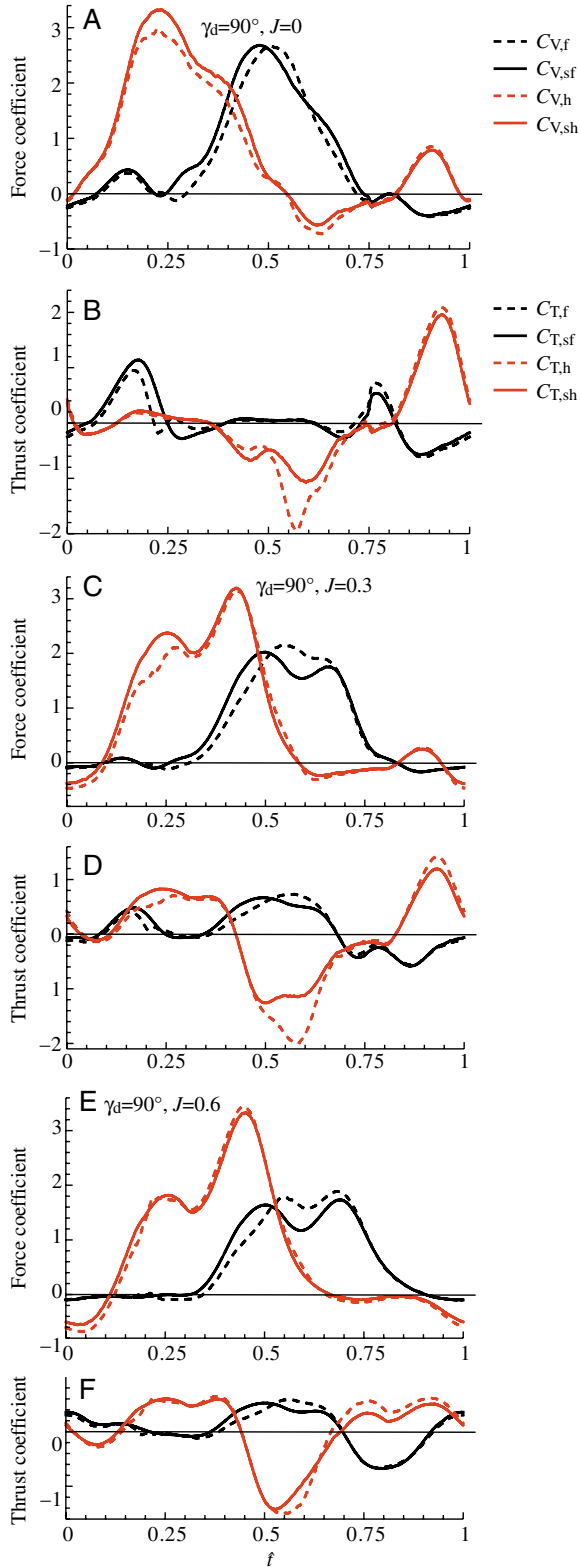 A
γd=90°, J=0
Force coefficient
3
2
1
0
−1
0 0.25 0.5 0.75 1
CV,f
CV,sf
CV,h
CV,sh
B
Thrust coefficient
2
1
0
−1
−2
0 0.25 0.5 0.75 1
CT,f
CT,sf
CT,h
CT,sh
C
γd=90°, J=0.3
Force coefficient
3
2
1
0
0 0.25 0.5 0.75 1
D
Thrust coefficient
1
0
1
−2
0 0.25 0.5 0.75 1
E
γd=90°, J=0.6
Force coefficient
3
2
1
0
−1
0 0.25 0.5 0.75 1
F
Thrust coefficient
1
0
−1
0 0.25 0.5 0.75 1
t̂